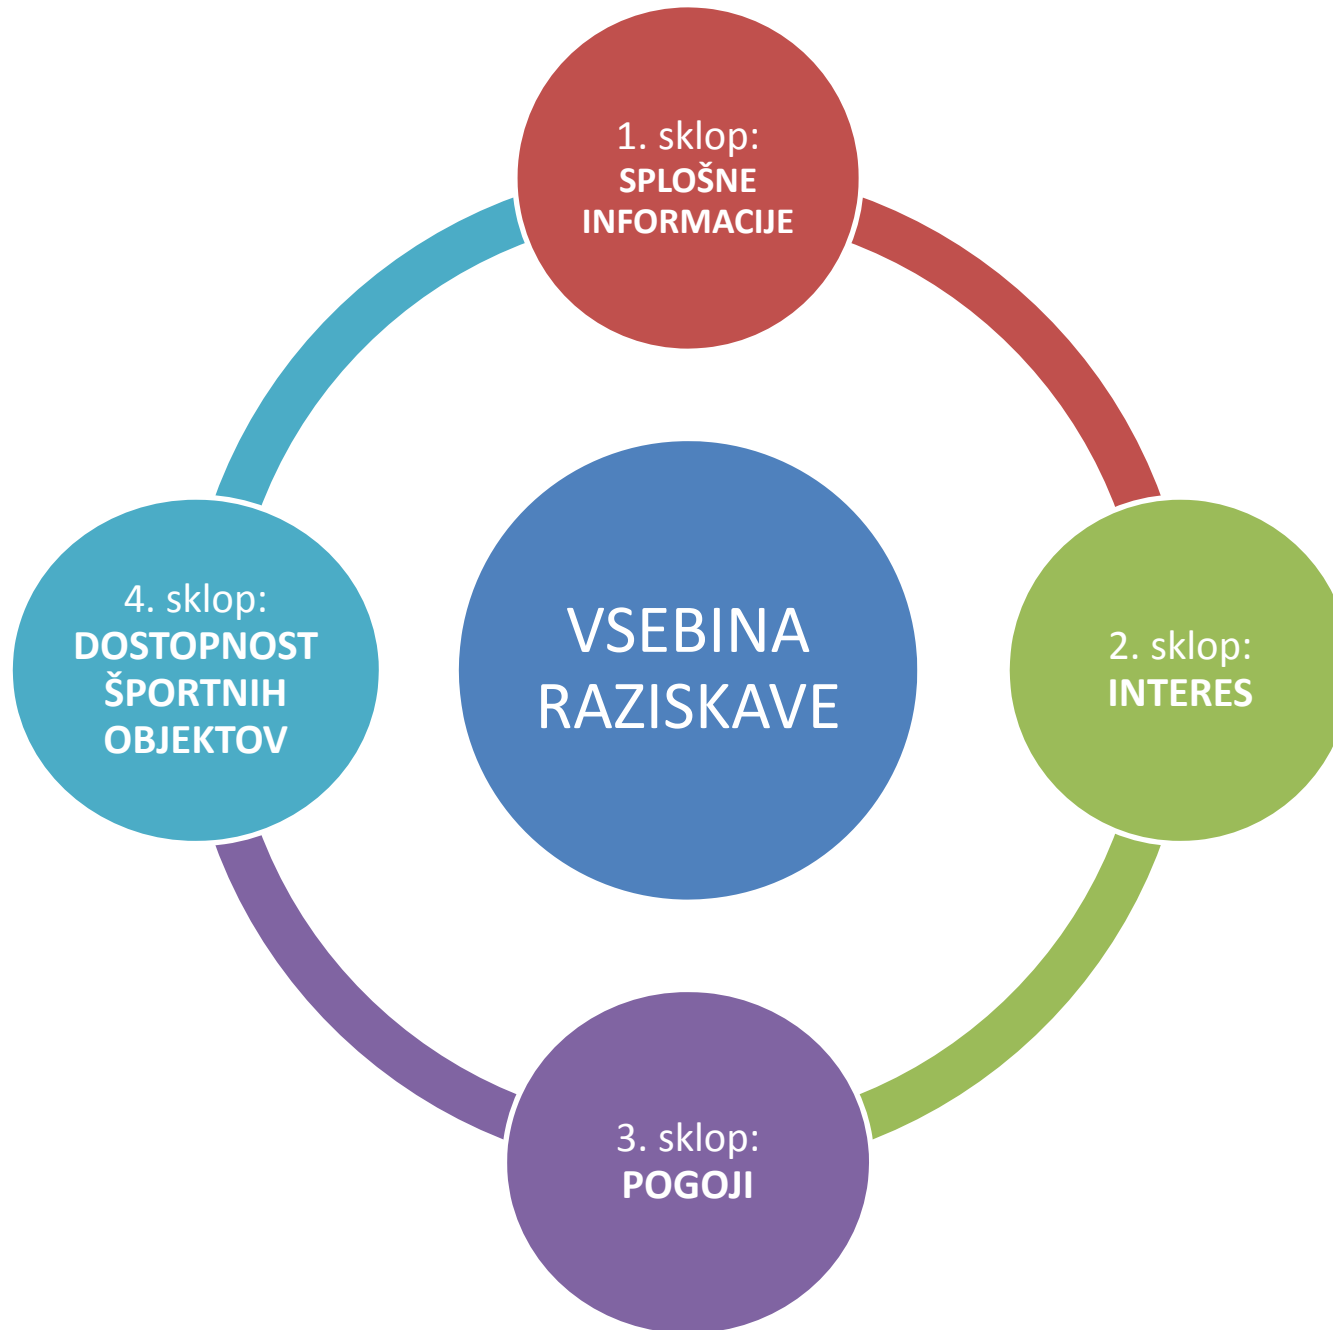 1. sklop:
SPLOŠNE
INFORMACIJE
VSEBINA
RAZISKAVE
2. sklop:
INTERES
3. sklop:
POGOJI
4. sklop:
DOSTOPNOST
ŠPORTNIH
OBJEKTOV